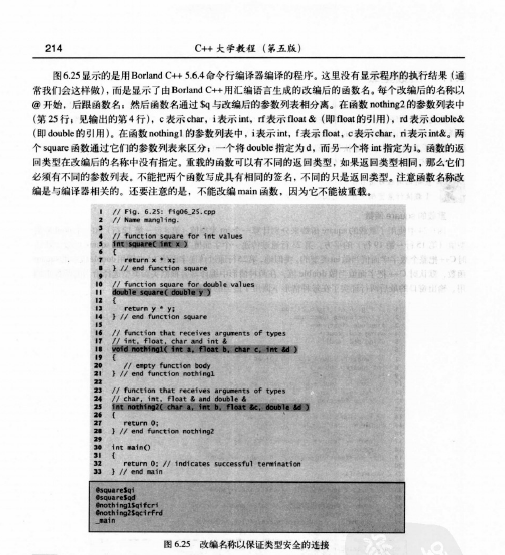 214
C++ 大学教程（第五版）
图6.25显示的是用Borland C++ 5.6.4命令行编译器编译的程序。这里没有显示程序的执行结果（通
常我们会这样做），而是显示了由Borland C++用汇编语言生成的改编后的函数名。每个改编后的名称以
@ 开始，后跟函数名；然后函数名通过 $q 与改编后的参数列表相分离。在函数 nothing2 的参数列表中
（第 25 行；见输出的第 4 行），c 表示char，i 表示int，rf 表示float &（即float的引用），rd 表示double&
（即 double 的引用）。在函数nothing1 的参数列表中，i 表示int，f 表示float，c表示char，ri 表示int&。两
个 square 函数通过它们的参数列表来区分；一个将 double 指定为 d，而另一个将 int 指定为 i。函数的返
回类型在改编后的名称中没有指定。重载的函数可以有不同的返回类型，如果返回类型相同，那么它们
必须有不同的参数列表。不能把两个函数写成具有相同的签名，不同的只是返回类型。注意函数名称改
编是与编译器相关的。还要注意的是，不能改编 main 函数，因为它不能被重载。
1 // Fig. 6.25: fig06_25.cpp
2 // Name mangling.
3
4 // function square for int values
5 int square( int x )
6 {
7 return x * x;
8 } // end function square
9
10 // function square for double values
11 double square( double y )
12 {
13 return y * y;
14 } // end function square
15
16 // function that receives arguments of types
17 // int, float, char and int &
18 void nothing1( int a, float b, char c, int &d )
19 {
20 // empty function body
21 } // end function nothing1
22
23 // function that receives arguments of types
24 // char, int, float & and double &
25 int nothing2( char a, int b, float &c, double &d )
26 {
27 return 0;
28 } // end function nothing2
29
30 int main()
31 {
32 return 0; // indicates successful termination
33 } // end main
@square$qi
@square$qd
@nothing1$qifcri
@nothing2$qcirfrd
_main
图 6.25 改编名称以保证类型安全的连接